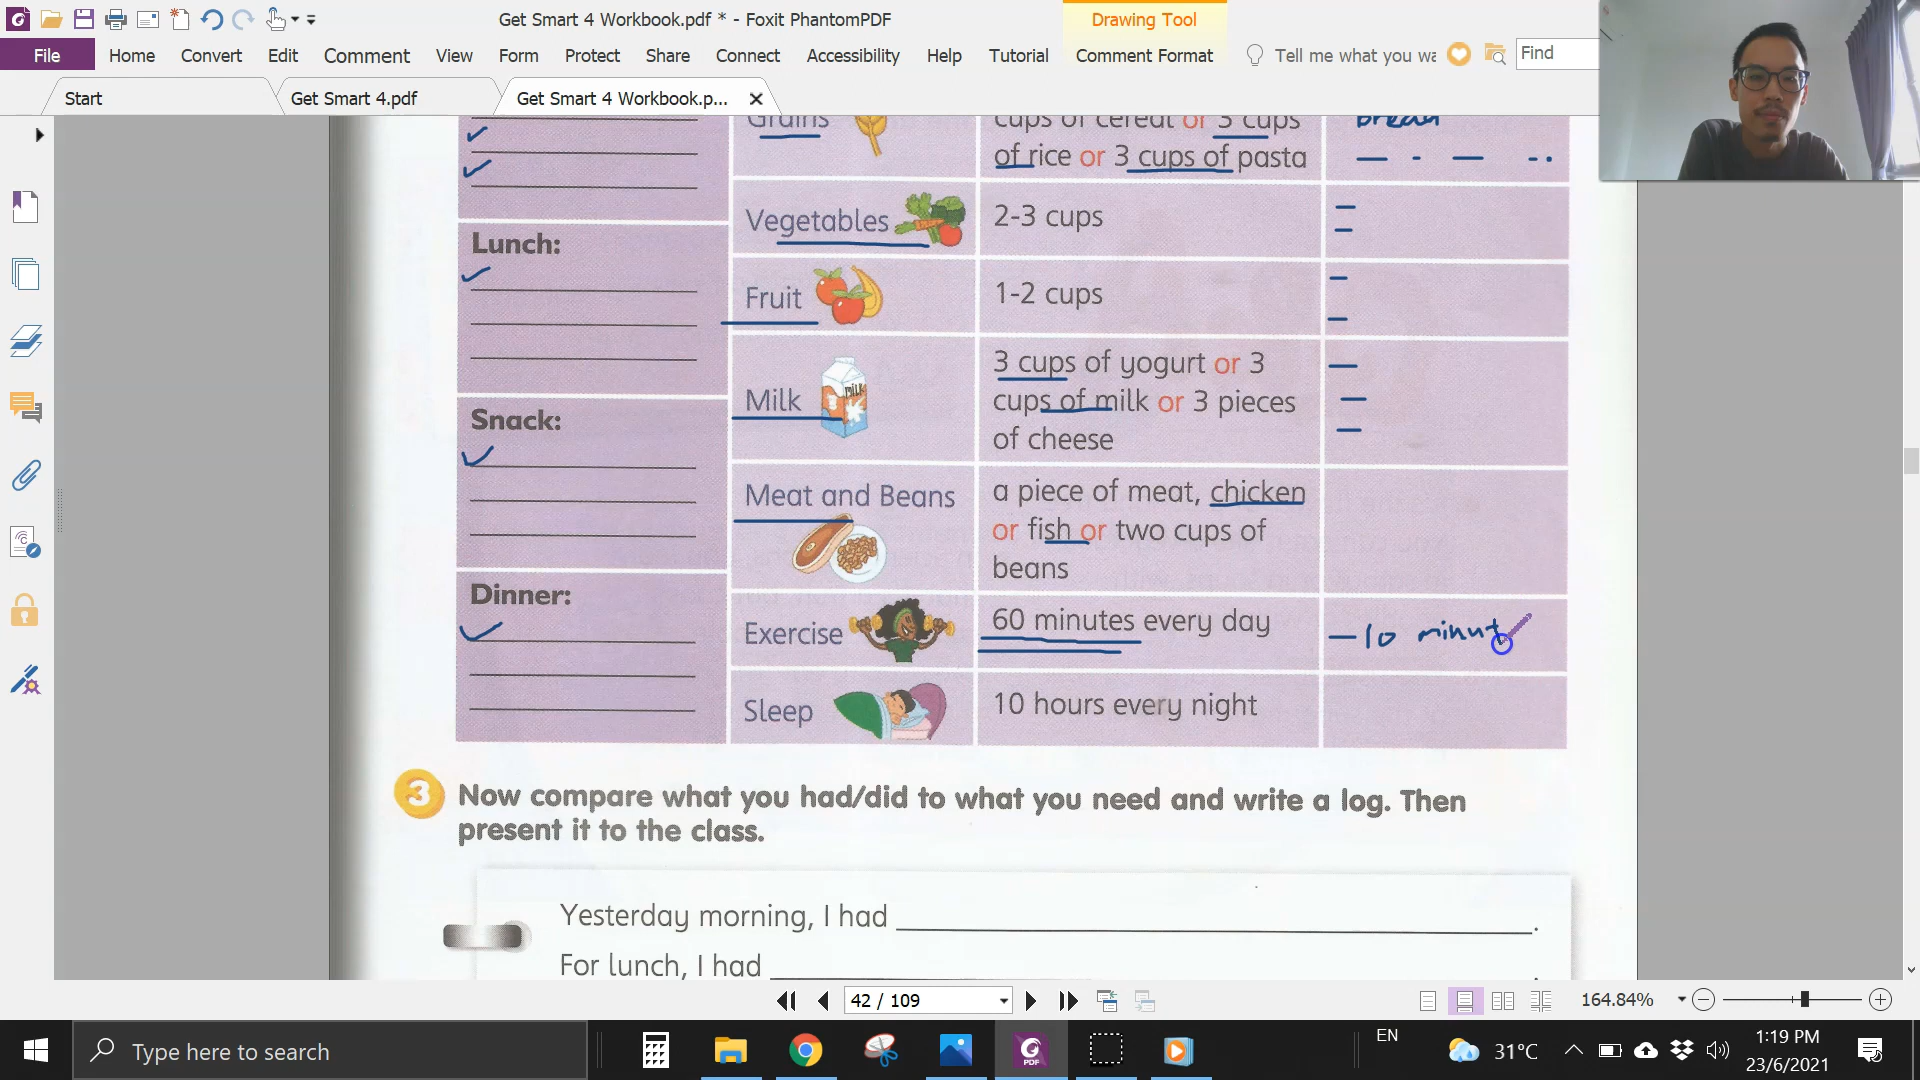 Get Smart 4 Workbook.pdf * - Foxit PhantomPDF
Drawing Tool
File Home Convert Edit Comment View Form Protect Share Connect Accessibility Help Tutorial Comment Format Tell me what you wa Find
Start Get Smart 4.pdf Get Smart 4 Workbook.p...
Grains
cups of cereal or 3 cups
of rice or 3 cups of pasta
bread
Vegetables
2-3 cups
Lunch:
Fruit
1-2 cups
Milk
MILK
3 cups of yogurt or 3
cups of milk or 3 pieces
of cheese
Snack:
Meat and Beans
a piece of meat, chicken
or fish or two cups of
beans
Dinner:
Exercise
60 minutes every day
10 minut
Sleep
10 hours every night
3 Now compare what you had/did to what you need and write a log. Then
present it to the class.
Yesterday morning, I had .
For lunch, I had .
42 / 109
164.84%
Type here to search
PDF
EN
31°C
1:19 PM
23/6/2021